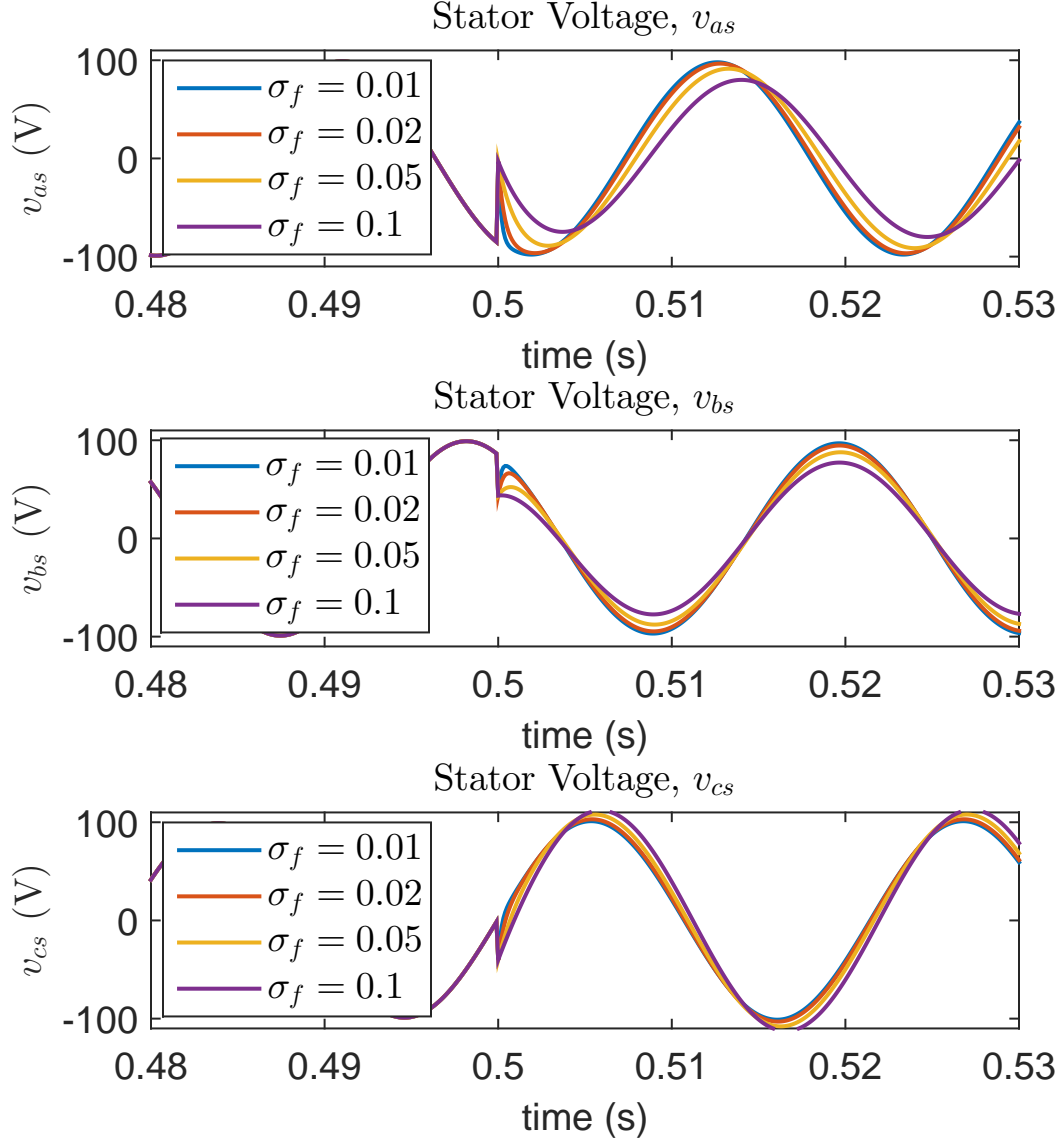 Stator Voltage, v_as
v_as (V)
100
0
-100
σ_f = 0.01
σ_f = 0.02
σ_f = 0.05
σ_f = 0.1
0.48 0.49 0.5 0.51 0.52 0.53
time (s)
Stator Voltage, v_bs
v_bs (V)
100
0
-100
σ_f = 0.01
σ_f = 0.02
σ_f = 0.05
σ_f = 0.1
0.48 0.49 0.5 0.51 0.52 0.53
time (s)
Stator Voltage, v_cs
v_cs (V)
100
0
-100
σ_f = 0.01
σ_f = 0.02
σ_f = 0.05
σ_f = 0.1
0.48 0.49 0.5 0.51 0.52 0.53
time (s)